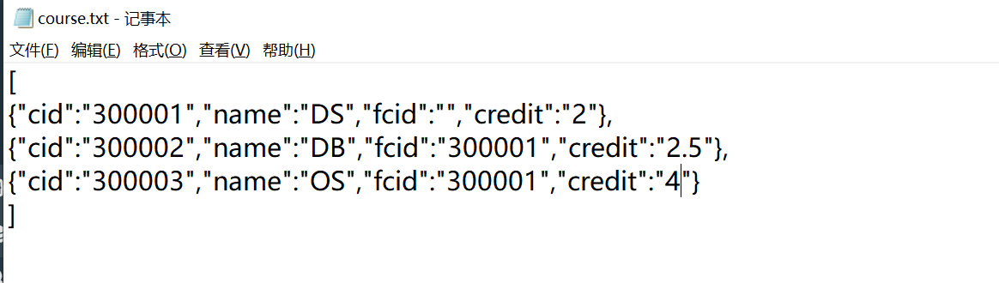 course.txt - 记事本
文件(F) 编辑(E) 格式(O) 查看(V) 帮助(H)
[
{"cid":"300001","name":"DS","fcid":"","credit":"2"},
{"cid":"300002","name":"DB","fcid":"300001","credit":"2.5"},
{"cid":"300003","name":"OS","fcid":"300001","credit":"4"}
]